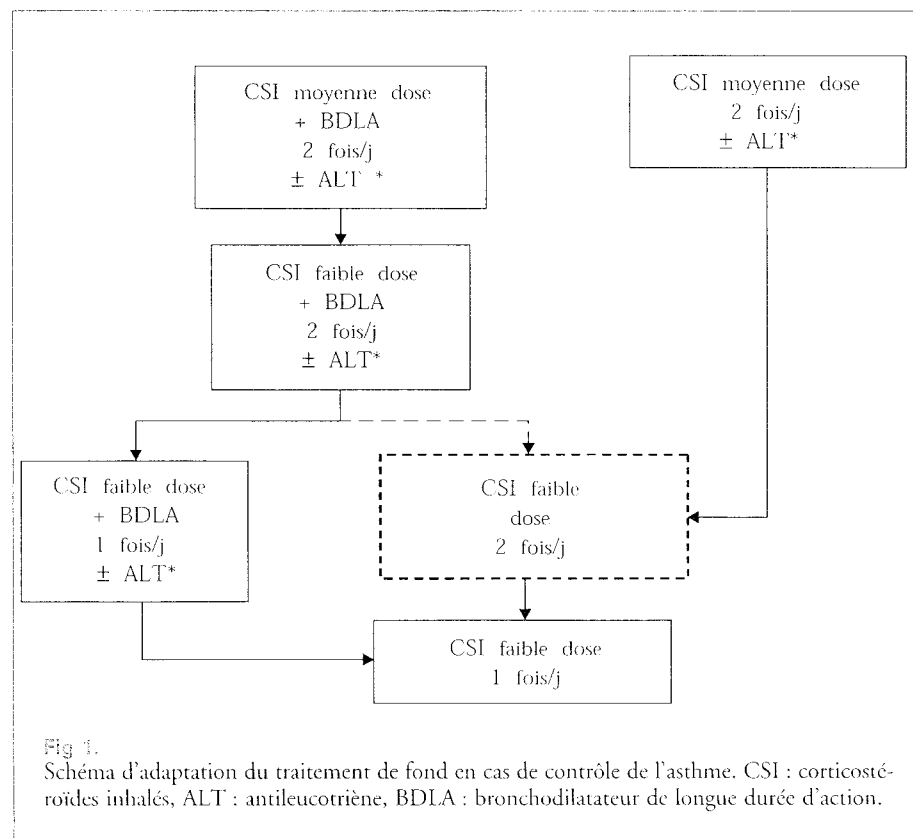 CSI moyenne dose
+ BDLA
2 fois/j
± ALT *
CSI moyenne dose
2 fois/j
± ALT*
CSI faible dose
+ BDLA
2 fois/j
± ALT*
CSI faible dose
+ BDLA
1 fois/j
± ALT*
CSI faible
dose
2 fois/j
CSI faible dose
1 fois/j
Fig 1.
Schéma d'adaptation du traitement de fond en cas de contrôle de l'asthme. CSI : corticosté-
roïdes inhalés, ALT : antileucotriène, BDLA : bronchodilatateur de longue durée d'action.